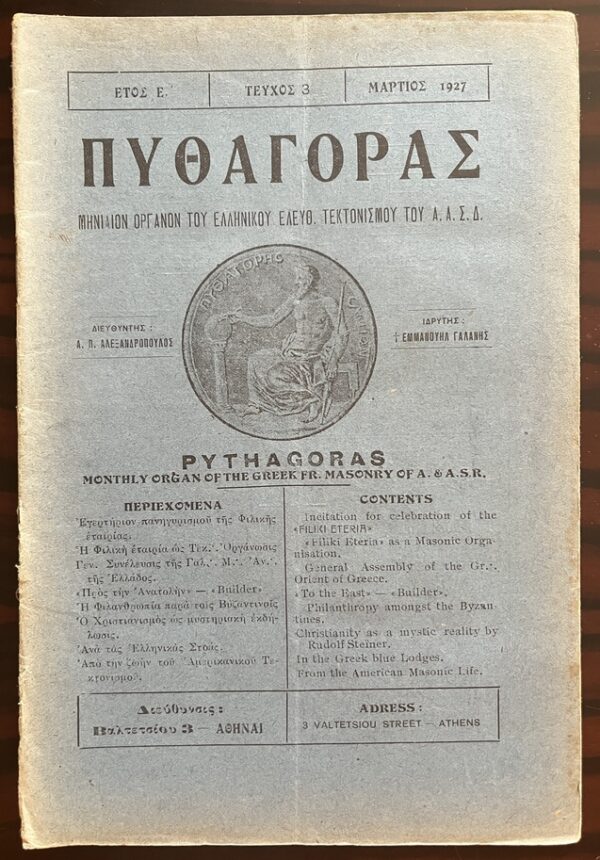 ΕΤΟΣ Ε. ΤΕΥΧΟΣ 3 ΜΑΡΤΙΟΣ 1927
ΠΥΘΑΓΟΡΑΣ
ΜΗΝΙΑΙΟΝ ΟΡΓΑΝΟΝ ΤΟΥ ΕΛΛΗΝΙΚΟΥ ΕΛΕΥΘ. ΤΕΚΤΟΝΙΣΜΟΥ ΤΟΥ Α. Α. Σ. Δ.
ΠΥΘΑΓΟΡΗΣ
ΔΙΕΥΘΥΝΤΗΣ :
Α. Π. ΑΛΕΞΑΝΔΡΟΠΟΥΛΟΣ
ΙΔΡΥΤΗΣ :
† ΕΜΜΑΝΟΥΗΛ ΓΑΛΑΝΗΣ
PYTHAGORAS
MONTHLY ORGAN OF THE GREEK FR. MASONRY OF A. & A.S.R.
ΠΕΡΙΕΧΟΜΕΝΑ
Ἐγερτήριον πανηγυρισμοῦ τῆς Φιλικῆς
ἑταιρίας.
Ἡ Φιλικὴ ἑταιρία ὡς Τεκ.∙. Ὀργάνωσις
Γεν. Συνέλευσις τῆς Γαλ.∙. Μ.∙. Ἀν.∙.
τῆς Ἑλλάδος.
«Πρὸς τὴν Ἀνατολὴν» — «Builder»
Ἡ Φιλανθρωπία παρὰ τοῖς Βυζαντινοῖς
Ὁ Χριστιανισμὸς ὡς μυστηριακὴ ἐκδή-
λωσις.
Ἀνὰ τὰς Ἑλληνικὰς Στοάς.
Ἀπὸ τὴν ζωὴν τοῦ Ἀμερικανικοῦ Τε-
κτονισμοῦ.
CONTENTS
Incitation for celebration of the
«FILIKI ETERIA»
«Filiki Eteria» as a Masonic Orga-
nisation.
General Assembly of the Gr.∙.
Orient of Greece.
«To the East» — «Builder».
Philanthropy amongst the Byzan-
tines.
Christianity as a mystic reality by
Rudolf Steiner.
In the Greek blue Lodges.
From the American Masonic Life.
Διεύθυνσις :
Βαλτετσίου 3 — ΑΘΗΝΑΙ
ADRESS :
3 VALTETSIOU STREET — ATHENS